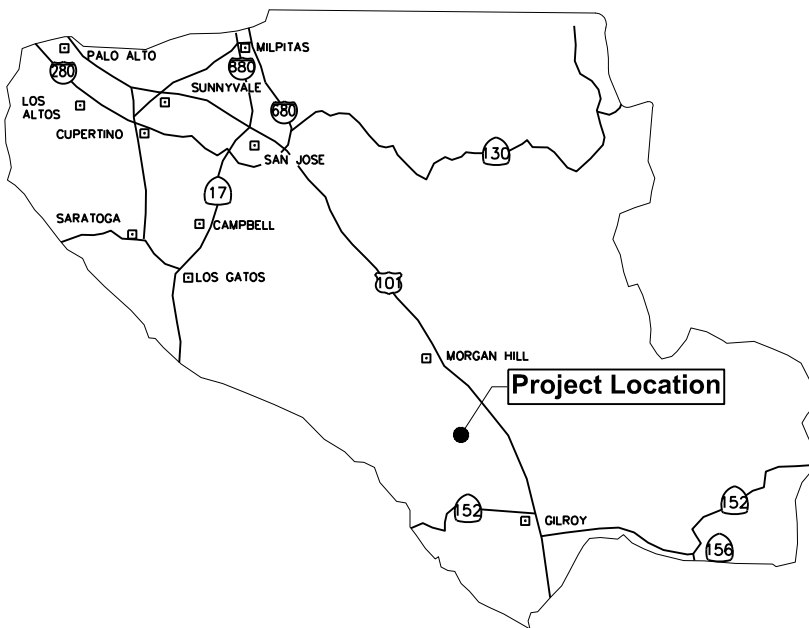 MILPITAS
PALO ALTO
280
880
SUNNYVALE
LOS
ALTOS
680
CUPERTINO
130
SAN JOSE
17
SARATOGA
CAMPBELL
LOS GATOS
101
MORGAN HILL
Project Location
152
152
GILROY
156